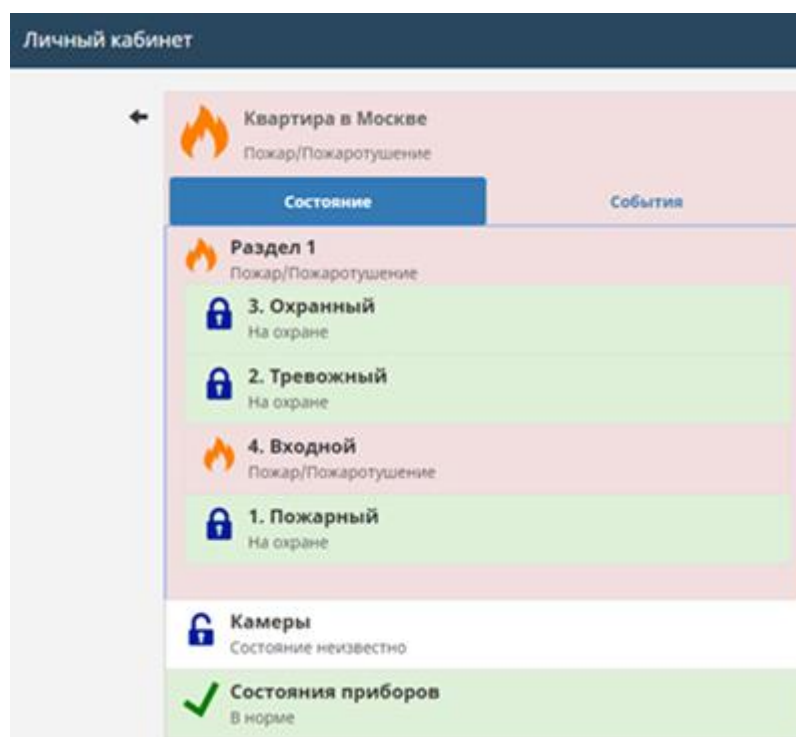 Личный кабинет
Квартира в Москве
Пожар/Пожаротушение
Состояние
События
Раздел 1
Пожар/Пожаротушение
3. Охранный
На охране
2. Тревожный
На охране
4. Входной
Пожар/Пожаротушение
1. Пожарный
На охране
Камеры
Состояние неизвестно
Состояния приборов
В норме